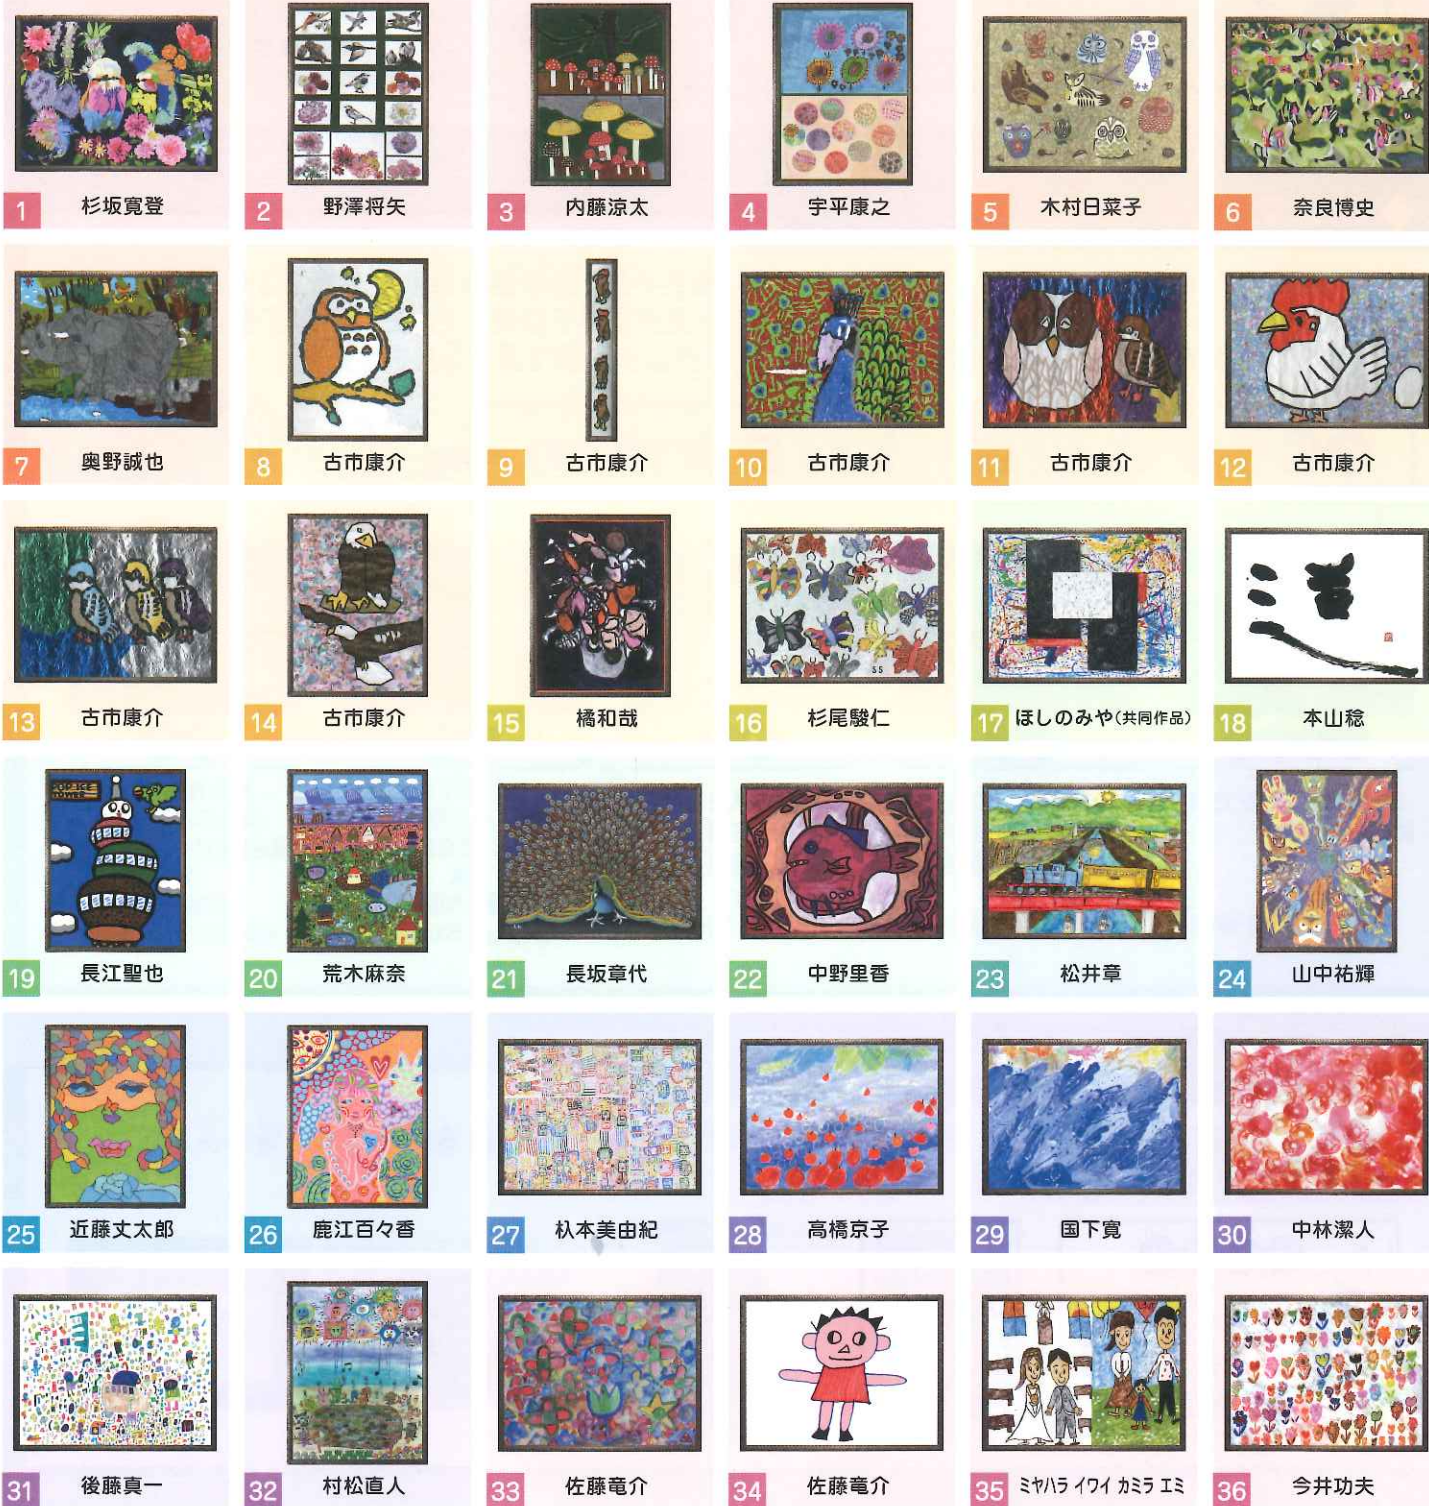 1 杉坂寛登
2 野澤将矢
3 内藤涼太
4 宇平康之
5 木村日菜子
6 奈良博史
7 奥野誠也
8 古市康介
9 古市康介
10 古市康介
11 古市康介
12 古市康介
13 古市康介
14 古市康介
15 橘和哉
SS
16 杉尾駿仁
17 ほしのみや(共同作品)
18 本山稔
POP ICE
TOWER
19 長江聖也
20 荒木麻奈
21 長坂章代
22 中野里香
23 松井章
24 山中祐輝
25 近藤丈太郎
26 鹿江百々香
27 杁本美由紀
28 高橋京子
29 国下寛
30 中林潔人
31 後藤真一
32 村松直人
33 佐藤竜介
34 佐藤竜介
35 ミヤハラ イワイ カミラ エミ
36 今井功夫